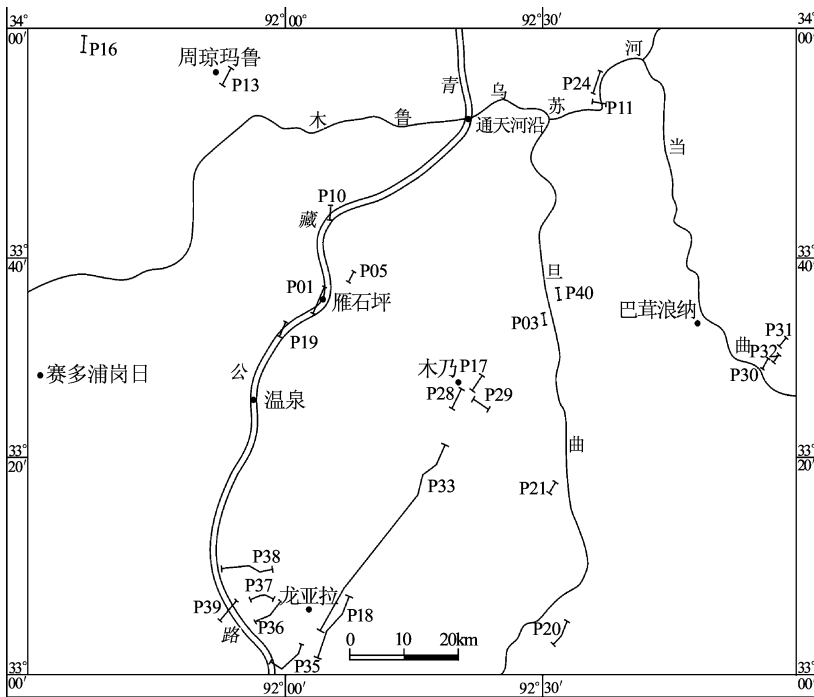 34°
00′
92°00′
92°30′
34°
00′
P16
周琼玛鲁
P13
青
乌
苏
河
P24
P11
木
鲁
通天河沿
当
P10
藏
33°
40′
33°
40′
P05
P01
雁石坪
旦
P40
P03
巴茸浪纳
P19
曲
P31
P32
P30
赛多浦岗日
公
温泉
木乃
P17
P28
P29
曲
33°
20′
33°
20′
P33
P21
P38
P37
龙亚拉
P39
P36
P18
路
P35
P20
0
10
20km
33°
00′
92°00′
92°30′
33°
00′